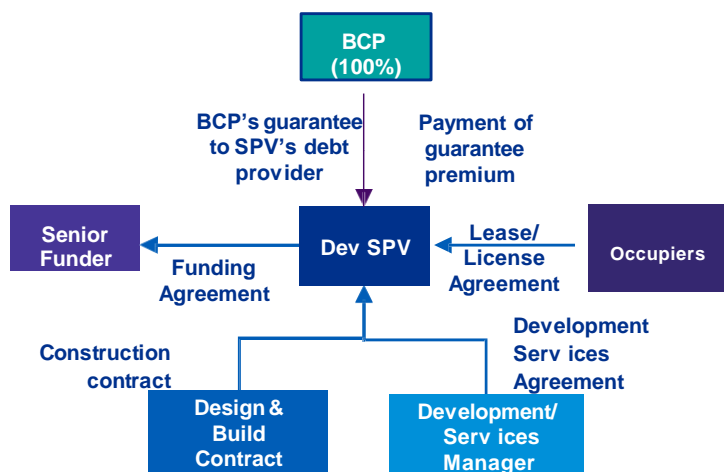 BCP
(100%)
BCP's guarantee
to SPV's debt
provider
Payment of
guarantee
premium
Senior
Funder
Dev SPV
Lease/
License
Agreement
Occupiers
Funding
Agreement
Construction
contract
Development
Serv ices
Agreement
Design &
Build
Contract
Development/
Serv ices
Manager